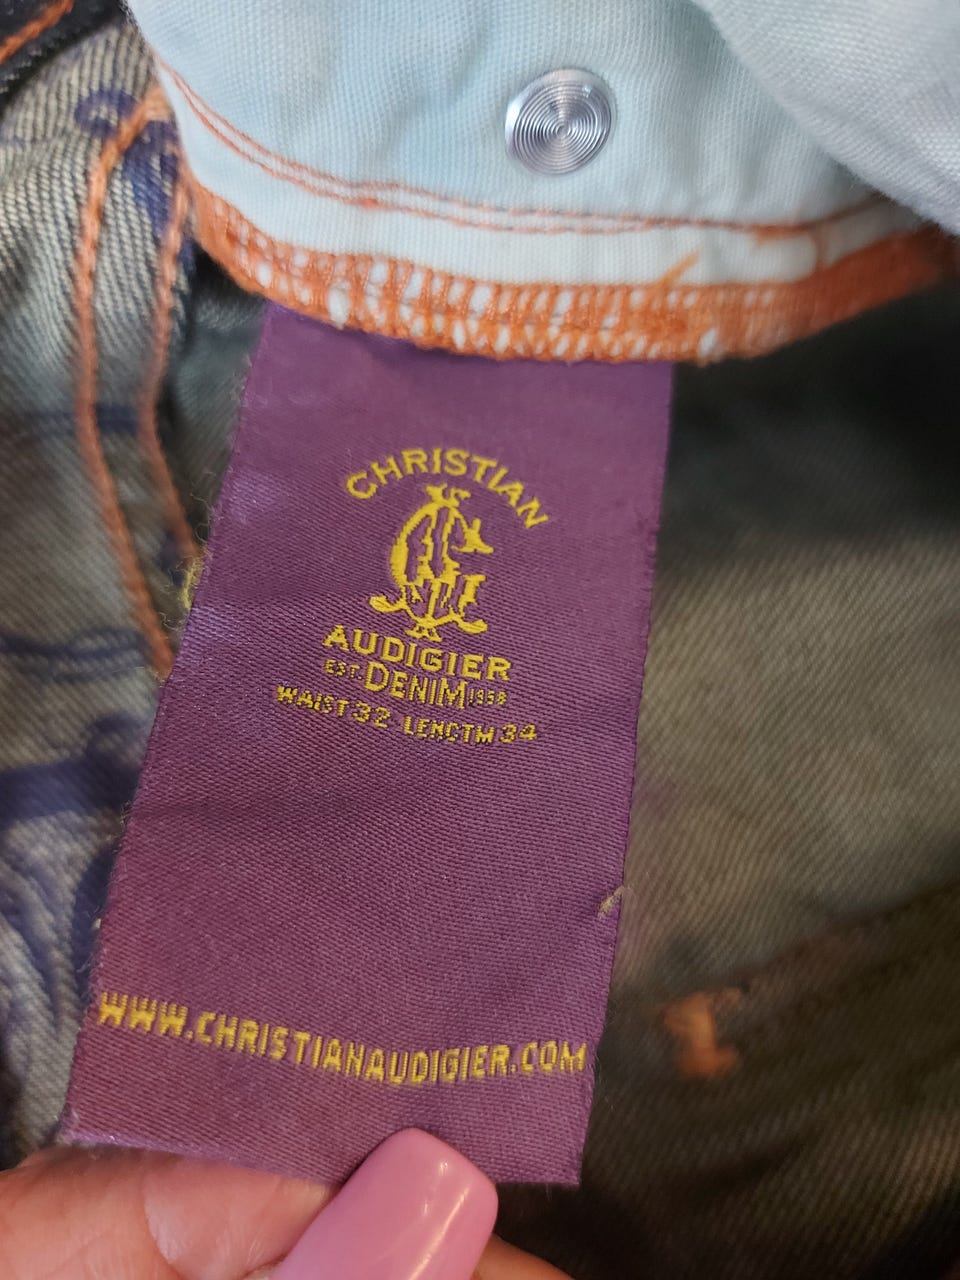 CHRISTIAN
AUDIGIER
EST. DENIM 1958
WAIST 32 LENGTH 34
WWW.CHRISTIANAUDIGIER.COM